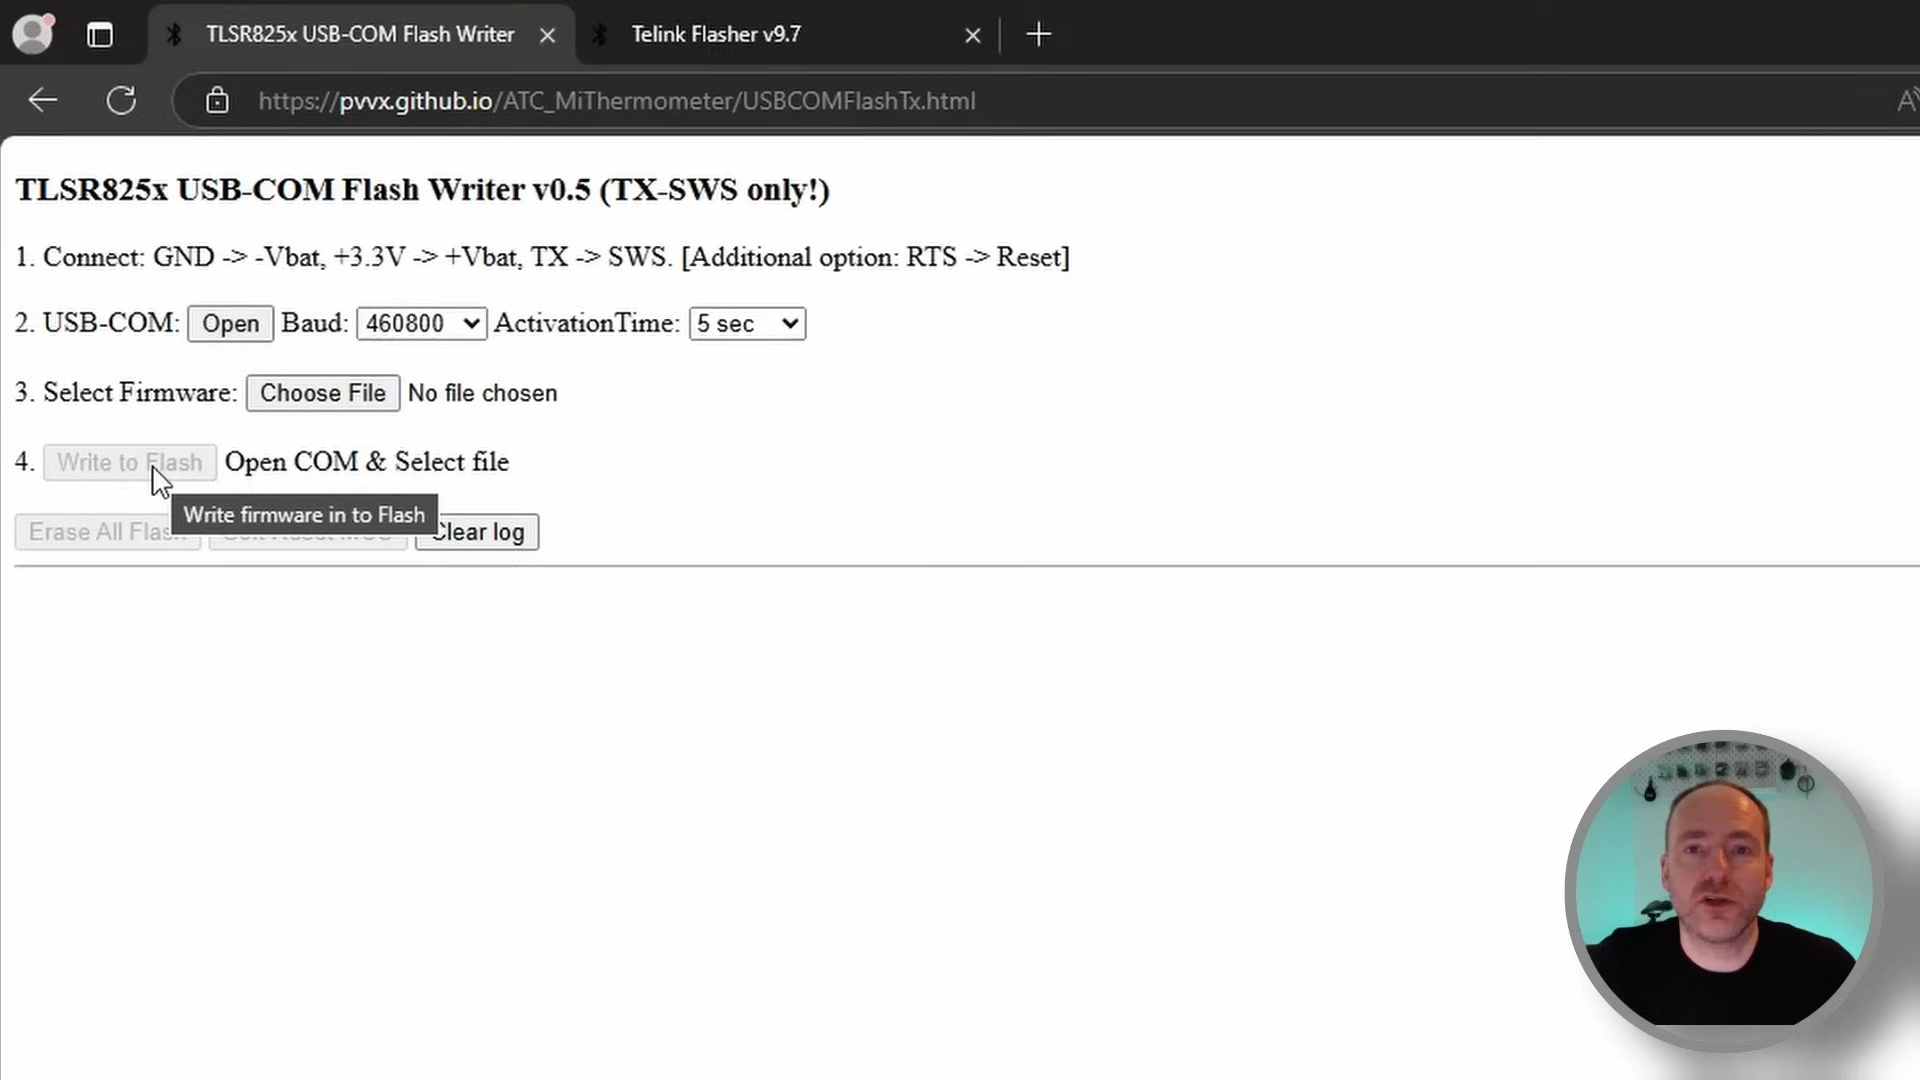 TLSR825x USB-COM Flash Writer
Telink Flasher v9.7
https://pvvx.github.io/ATC_MiThermometer/USBCOMFlashTx.html
TLSR825x USB-COM Flash Writer v0.5 (TX-SWS only!)
1. Connect: GND -> -Vbat, +3.3V -> +Vbat, TX -> SWS. [Additional option: RTS -> Reset]
2. USB-COM: Open Baud: 460800 ActivationTime: 5 sec
3. Select Firmware: Choose File No file chosen
4. Write to Flash Open COM & Select file
Write firmware in to Flash
Erase All Flash Clear log